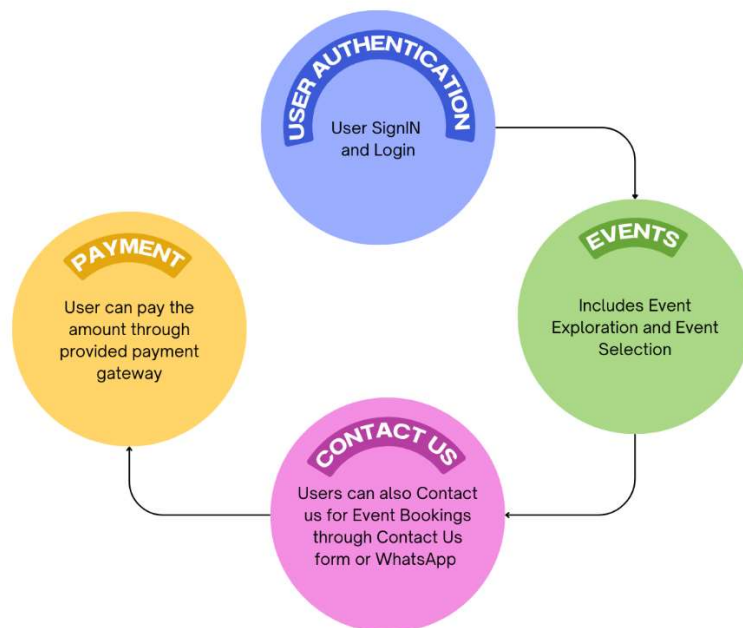 USER AUTHENTICATION
User SignIN
and Login
EVENTS
Includes Event
Exploration and Event
Selection
CONTACT US
Users can also Contact
us for Event Bookings
through Contact Us
form or WhatsApp
PAYMENT
User can pay the
amount through
provided payment
gateway